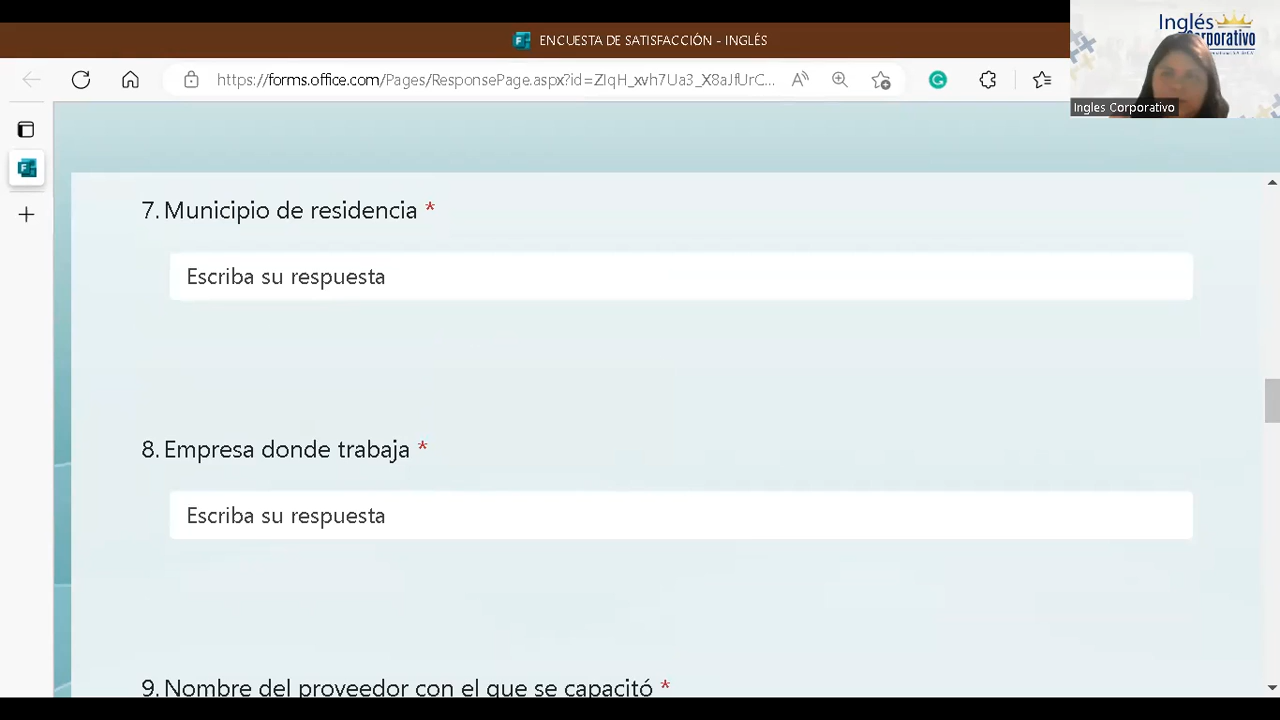 ENCUESTA DE SATISFACCIÓN - INGLÉS
https://forms.office.com/Pages/ResponsePage.aspx?id=ZIqH_xvh7Ua3_X8aJfUrC...
Inglés
Corporativo
Ingles Corporativo
7. Municipio de residencia *
Escriba su respuesta
8. Empresa donde trabaja *
Escriba su respuesta
9. Nombre del proveedor con el que se capacitó *